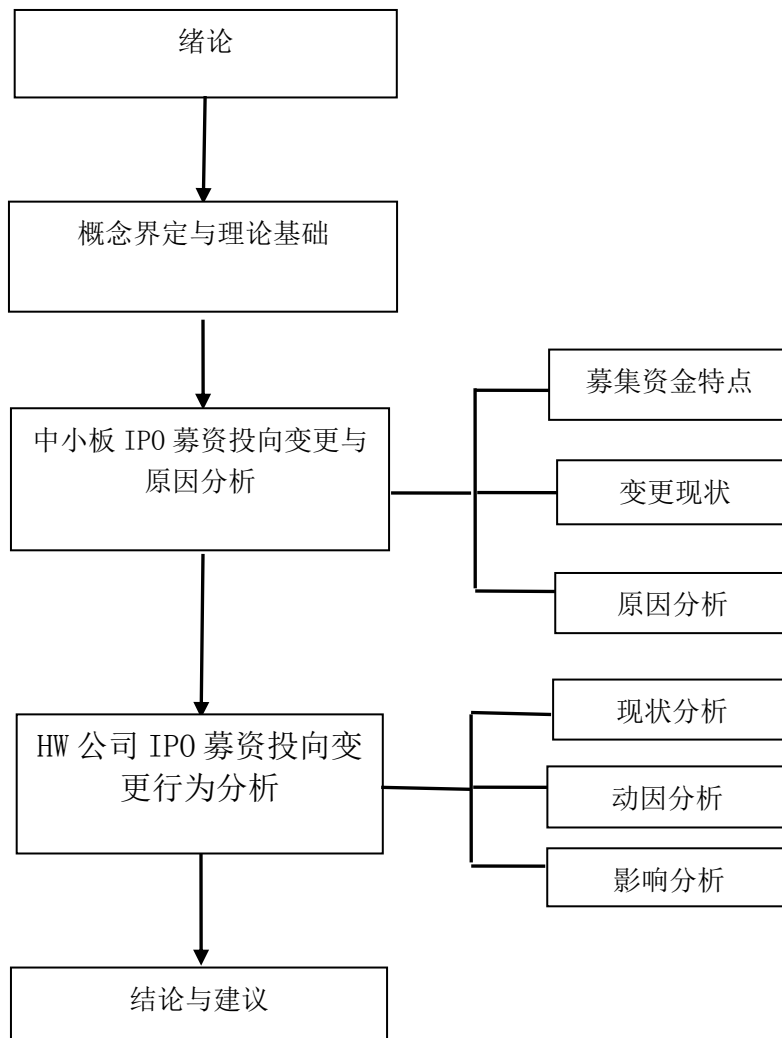 绪论
概念界定与理论基础
募集资金特点
中小板 IPO 募资投向变更与
原因分析
变更现状
原因分析
现状分析
HW 公司 IPO 募资投向变
更行为分析
动因分析
影响分析
结论与建议